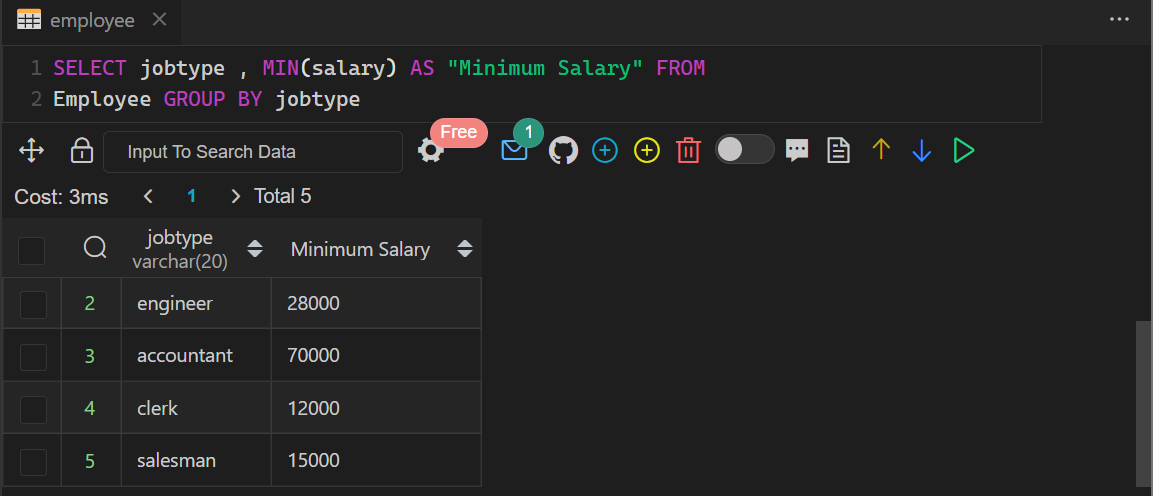 employee
1 SELECT jobtype , MIN(salary) AS "Minimum Salary" FROM
2 Employee GROUP BY jobtype
Input To Search Data
Free
1
Cost: 3ms
1
Total 5
jobtype
varchar(20)
Minimum Salary
2 engineer 28000
3 accountant 70000
4 clerk 12000
5 salesman 15000